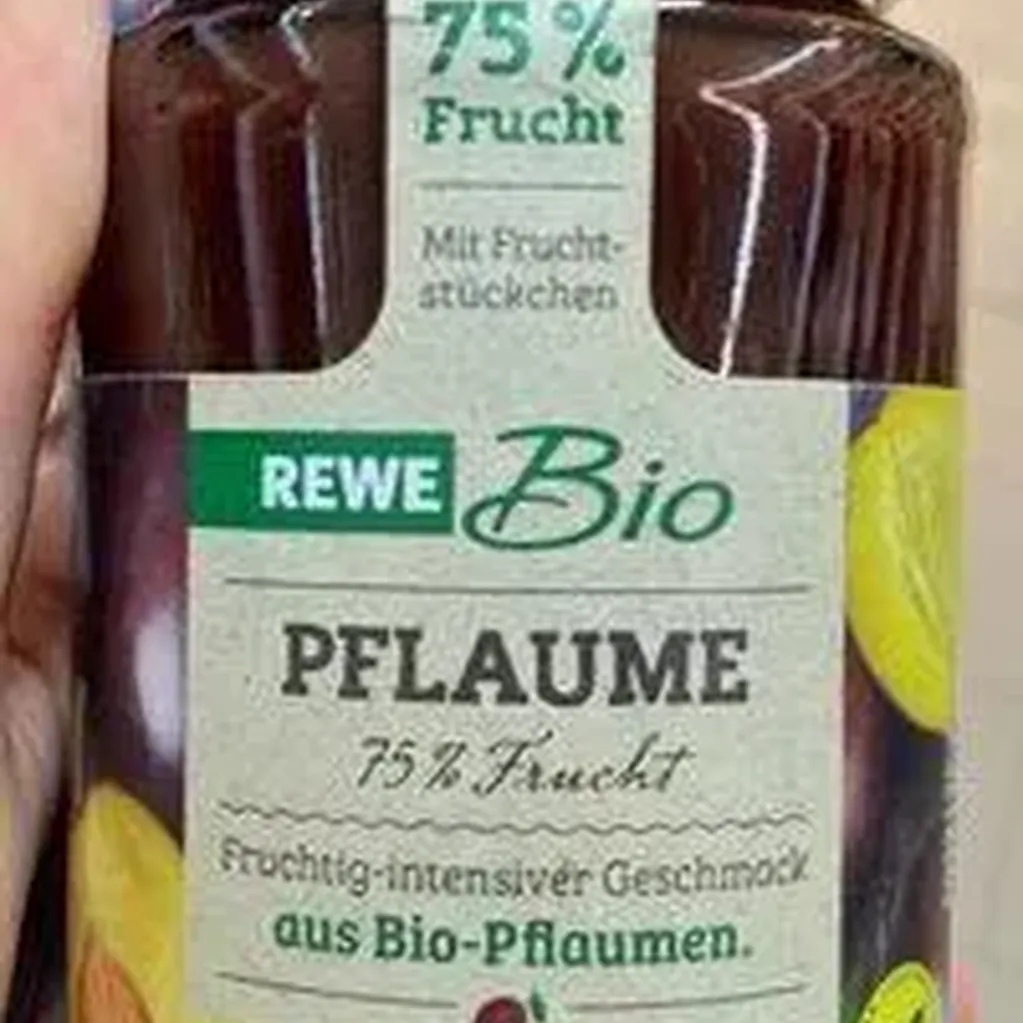 75 %
Frucht
Mit Frucht-
stückchen
REWE Bio
PFLAUME
75 % Frucht
Fruchtig-intensiver Geschmack
aus Bio-Pflaumen.